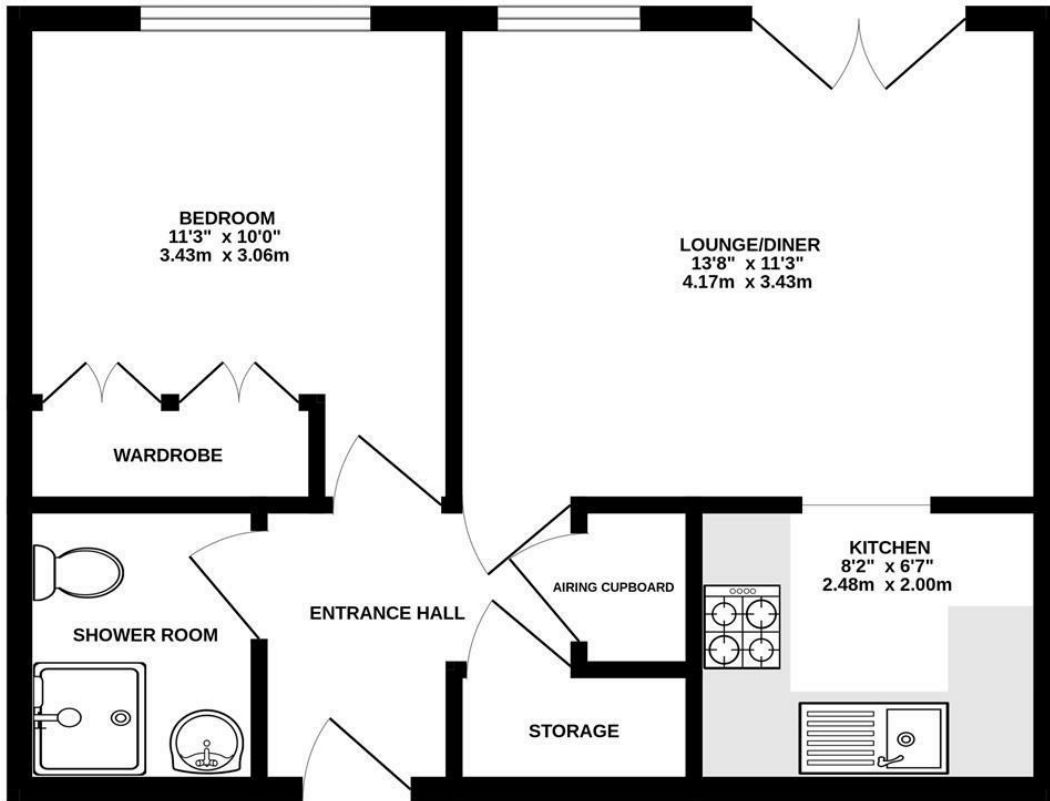 BEDROOM
11'3" x 10'0"
3.43m x 3.06m
LOUNGE/DINER
13'8" x 11'3"
4.17m x 3.43m
WARDROBE
KITCHEN
8'2" x 6'7"
2.48m x 2.00m
AIRING CUPBOARD
ENTRANCE HALL
SHOWER ROOM
STORAGE